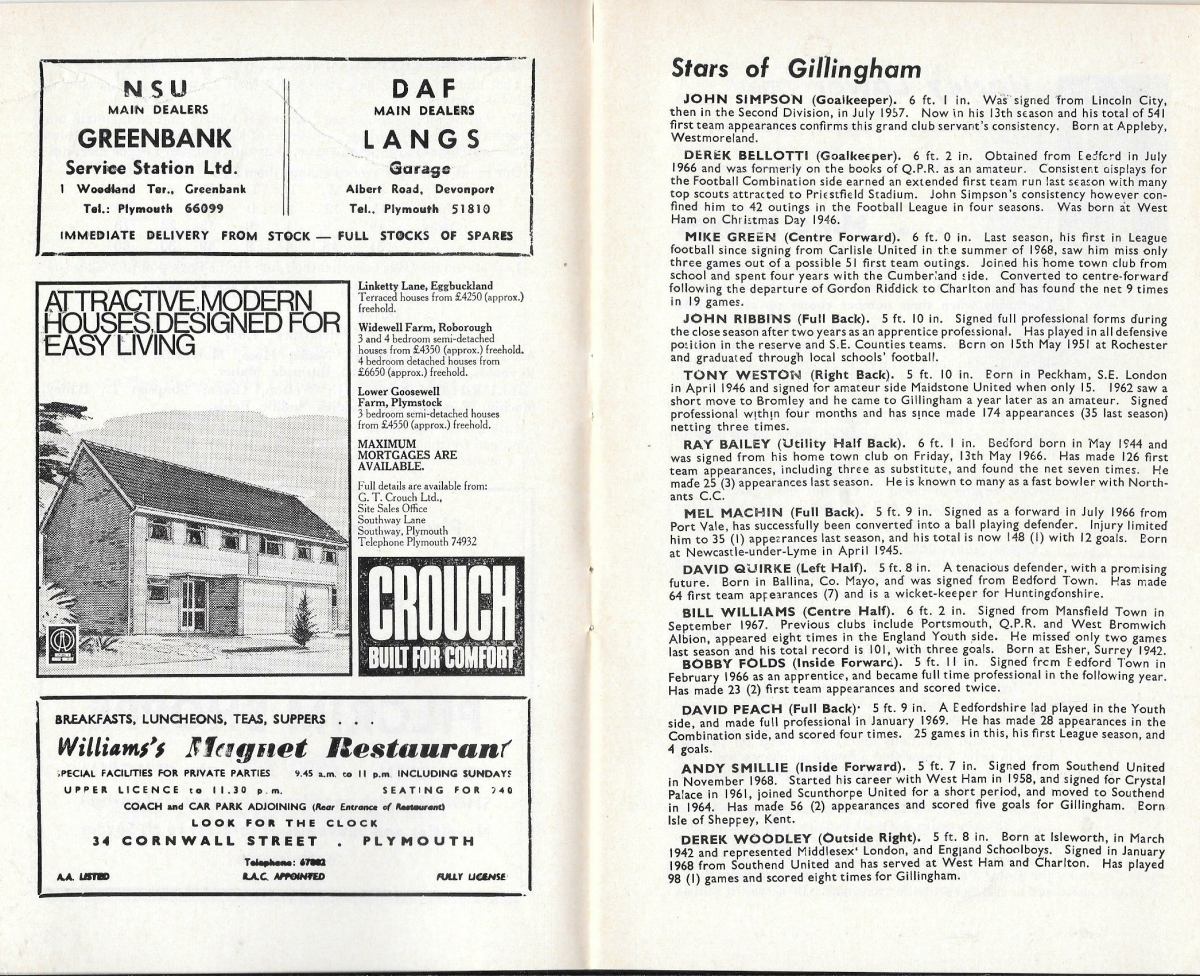 NSU
MAIN DEALERS
GREENBANK
Service Station Ltd.
1 Woodland Ter., Greenbank
Tel.: Plymouth 66099
DAF
MAIN DEALERS
LANGS
Garage
Albert Road, Devonport
Tel., Plymouth 51810
IMMEDIATE DELIVERY FROM STOCK — FULL STOCKS OF SPARES
ATTRACTIVE, MODERN
HOUSES, DESIGNED FOR
EASY LIVING
Linketty Lane, Eggbuckland
Terraced houses from £4250 (approx.)
freehold.
Widewell Farm, Roborough
3 and 4 bedroom semi-detached
houses from £4350 (approx.) freehold.
4 bedroom detached houses from
£6650 (approx.) freehold.
Lower Goosewell
Farm, Plymstock
3 bedroom semi-detached houses
from £4550 (approx.) freehold.
MAXIMUM
MORTGAGES ARE
AVAILABLE.
Full details are available from:
G. T. Crouch Ltd.,
Site Sales Office
Southway Lane
Southway, Plymouth
Telephone Plymouth 74932
CROUCH
BUILT FOR COMFORT
BREAKFASTS, LUNCHEONS, TEAS, SUPPERS . . .
Williams's Magnet Restaurant
SPECIAL FACILITIES FOR PRIVATE PARTIES 9.45 a.m. to 11 p.m. INCLUDING SUNDAYS
UPPER LICENCE to 11.30 p.m. SEATING FOR 240
COACH and CAR PARK ADJOINING (Rear Entrance of Restaurant)
LOOK FOR THE CLOCK
34 CORNWALL STREET . PLYMOUTH
Telephone:
A.A. LISTED R.A.C. APPOINTED FULLY LICENSE
Stars of Gillingham
JOHN SIMPSON (Goalkeeper). 6 ft. 1 in. Was signed from Lincoln City,
then in the Second Division, in July 1957. Now in his 13th season and his total of 541
first team appearances confirms this grand club servant's consistency. Born at Appleby,
Westmoreland.
DEREK BELLOTTI (Goalkeeper). 6 ft. 2 in. Obtained from Bedford in July
1966 and was formerly on the books of Q.P.R. as an amateur. Consistent displays for
the Football Combination side earned an extended first team run last season with many
top scouts attracted to Priestfield Stadium. John Simpson's consistency however con-
fined him to 42 outings in the Football League in four seasons. Was born at West
Ham on Christmas Day 1946.
MIKE GREEN (Centre Forward). 6 ft. 0 in. Last season, his first in League
football since signing from Carlisle United in the summer of 1968, saw him miss only
three games out of a possible 51 first team outings. Joined his home town club from
school and spent four years with the Cumberland side. Converted to centre-forward
following the departure of Gordon Riddick to Charlton and has found the net 9 times
in 19 games.
JOHN RIBBINS (Full Back). 5 ft. 10 in. Signed full professional forms during
the close season after two years as an apprentice professional. Has played in all defensive
position in the reserve and S.E. Counties teams. Born on 15th May 1951 at Rochester
and graduated through local schools' football.
TONY WESTON (Right Back). 5 ft. 10 in. Born in Peckham, S.E. London
in April 1946 and signed for amateur side Maidstone United when only 15. 1962 saw a
short move to Bromley and he came to Gillingham a year later as an amateur. Signed
professional within four months and has since made 174 appearances (35 last season)
netting three times.
RAY BAILEY (Utility Half Back). 6 ft. 1 in. Bedford born in May 1944 and
was signed from his home town club on Friday, 13th May 1966. Has made 126 first
team appearances, including three as substitute, and found the net seven times. He
made 25 (3) appearances last season. He is known to many as a fast bowler with North-
ants C.C.
MEL MACHIN (Full Back). 5 ft. 9 in. Signed as a forward in July 1966 from
Port Vale, has successfully been converted into a ball playing defender. Injury limited
him to 35 (1) appearances last season, and his total is now 148 (1) with 12 goals. Born
at Newcastle-under-Lyme in April 1945.
DAVID QUIRKE (Left Half). 5 ft. 8 in. A tenacious defender, with a promising
future. Born in Ballina, Co. Mayo, and was signed from Bedford Town. Has made
64 first team appearances (7) and is a wicket-keeper for Huntingdonshire.
BILL WILLIAMS (Centre Half). 6 ft. 2 in. Signed from Mansfield Town in
September 1967. Previous clubs include Portsmouth, Q.P.R. and West Bromwich
Albion, appeared eight times in the England Youth side. He missed only two games
last season and his total record is 101, with three goals. Born at Esher, Surrey 1942.
BOBBY FOLDS (Inside Forward). 5 ft. 11 in. Signed from Bedford Town in
February 1966 as an apprentice, and became full time professional in the following year.
Has made 23 (2) first team appearances and scored twice.
DAVID PEACH (Full Back)· 5 ft. 9 in. A Bedfordshire lad played in the Youth
side, and made full professional in January 1969. He has made 28 appearances in the
Combination side, and scored four times. 25 games in this, his first League season, and
4 goals.
ANDY SMILLIE (Inside Forward). 5 ft. 7 in. Signed from Southend United
in November 1968. Started his career with West Ham in 1958, and signed for Crystal
Palace in 1961, joined Scunthorpe United for a short period, and moved to Southend
in 1964. Has made 56 (2) appearances and scored five goals for Gillingham. Born
Isle of Sheppey, Kent.
DEREK WOODLEY (Outside Right). 5 ft. 8 in. Born at Isleworth, in March
1942 and represented Middlesex' London, and England Schoolboys. Signed in January
1968 from Southend United and has served at West Ham and Charlton. Has played
98 (1) games and scored eight times for Gillingham.